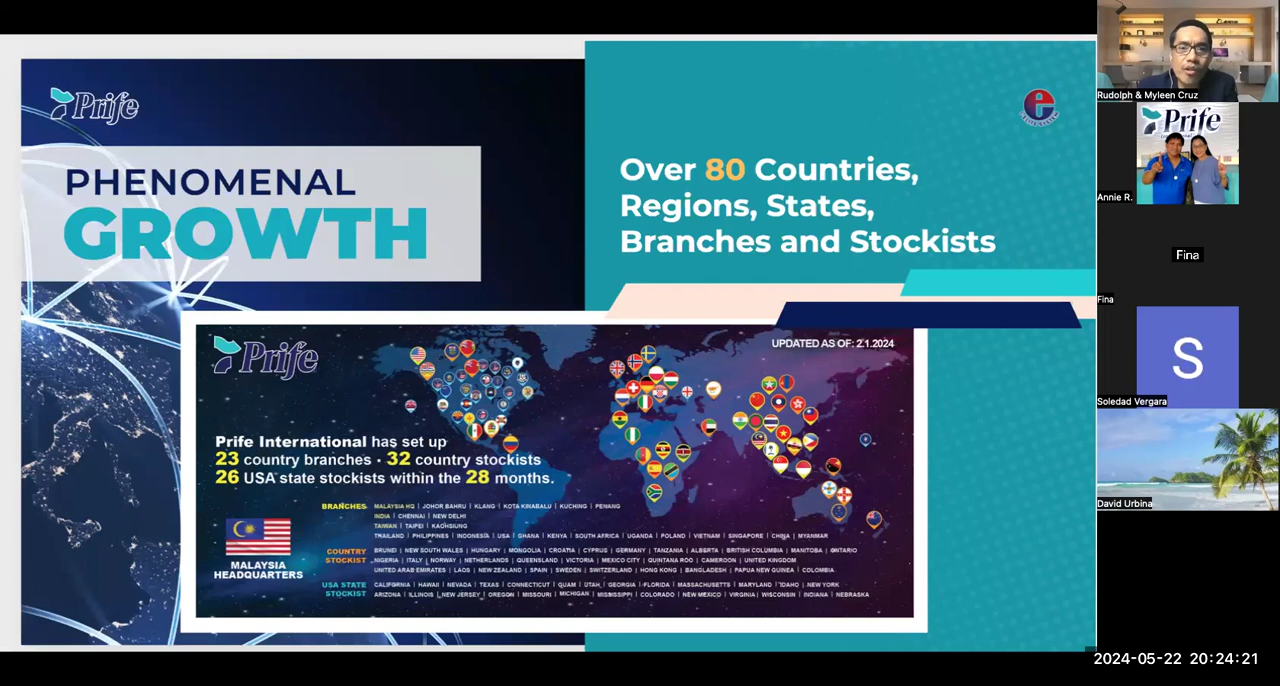 Prife
PHENOMENAL
GROWTH
Over 80 Countries,
Regions, States,
Branches and Stockists
Prife
UPDATED AS OF: 2.1.2024
Prife International has set up
23 country branches · 32 country stockists
26 USA state stockists within the 28 months.
MALAYSIA
HEADQUARTERS
BRANCHES
MALAYSIA HQ | JOHOR BAHRU | KLANG | KOTA KINABALU | KUCHING | PENANG
INDIA | CHENNAI | NEW DELHI
TAIWAN | TAIPEI | KAOHSIUNG
THAILAND | PHILIPPINES | INDONESIA | USA | GHANA | KENYA | SOUTH AFRICA | UGANDA | POLAND | VIETNAM | SINGAPORE | CHINA | MYANMAR
COUNTRY
STOCKIST
BRUNEI | NEW SOUTH WALES | HUNGARY | MONGOLIA | CROATIA | CYPRUS | GERMANY | TANZANIA | ALBERTA | BRITISH COLUMBIA | MANITOBA | ONTARIO
NIGERIA | ITALY | NORWAY | NETHERLANDS | QUEENSLAND | VICTORIA | MEXICO CITY | QUINTANA ROO | CAMEROON | UNITED KINGDOM
UNITED ARAB EMIRATES | LAOS | NEW ZEALAND | SPAIN | SWEDEN | SWITZERLAND | HONG KONG | BANGLADESH | PAPUA NEW GUINEA | COLOMBIA
USA STATE
STOCKIST
CALIFORNIA | HAWAII | NEVADA | TEXAS | CONNECTICUT | QUAM | UTAH | GEORGIA | FLORIDA | MASSACHUSETTS | MARYLAND | IDAHO | NEW YORK
ARIZONA | ILLINOIS | NEW JERSEY | OREGON | MISSOURI | MICHIGAN | MISSISSIPPI | COLORADO | NEW MEXICO | VIRGINIA | WISCONSIN | INDIANA | NEBRASKA
Rudolph & Myleen Cruz
Prife
Annie R.
Fina
Fina
S
Soledad Vergara
David Urbina
2024-05-22 20:24:21